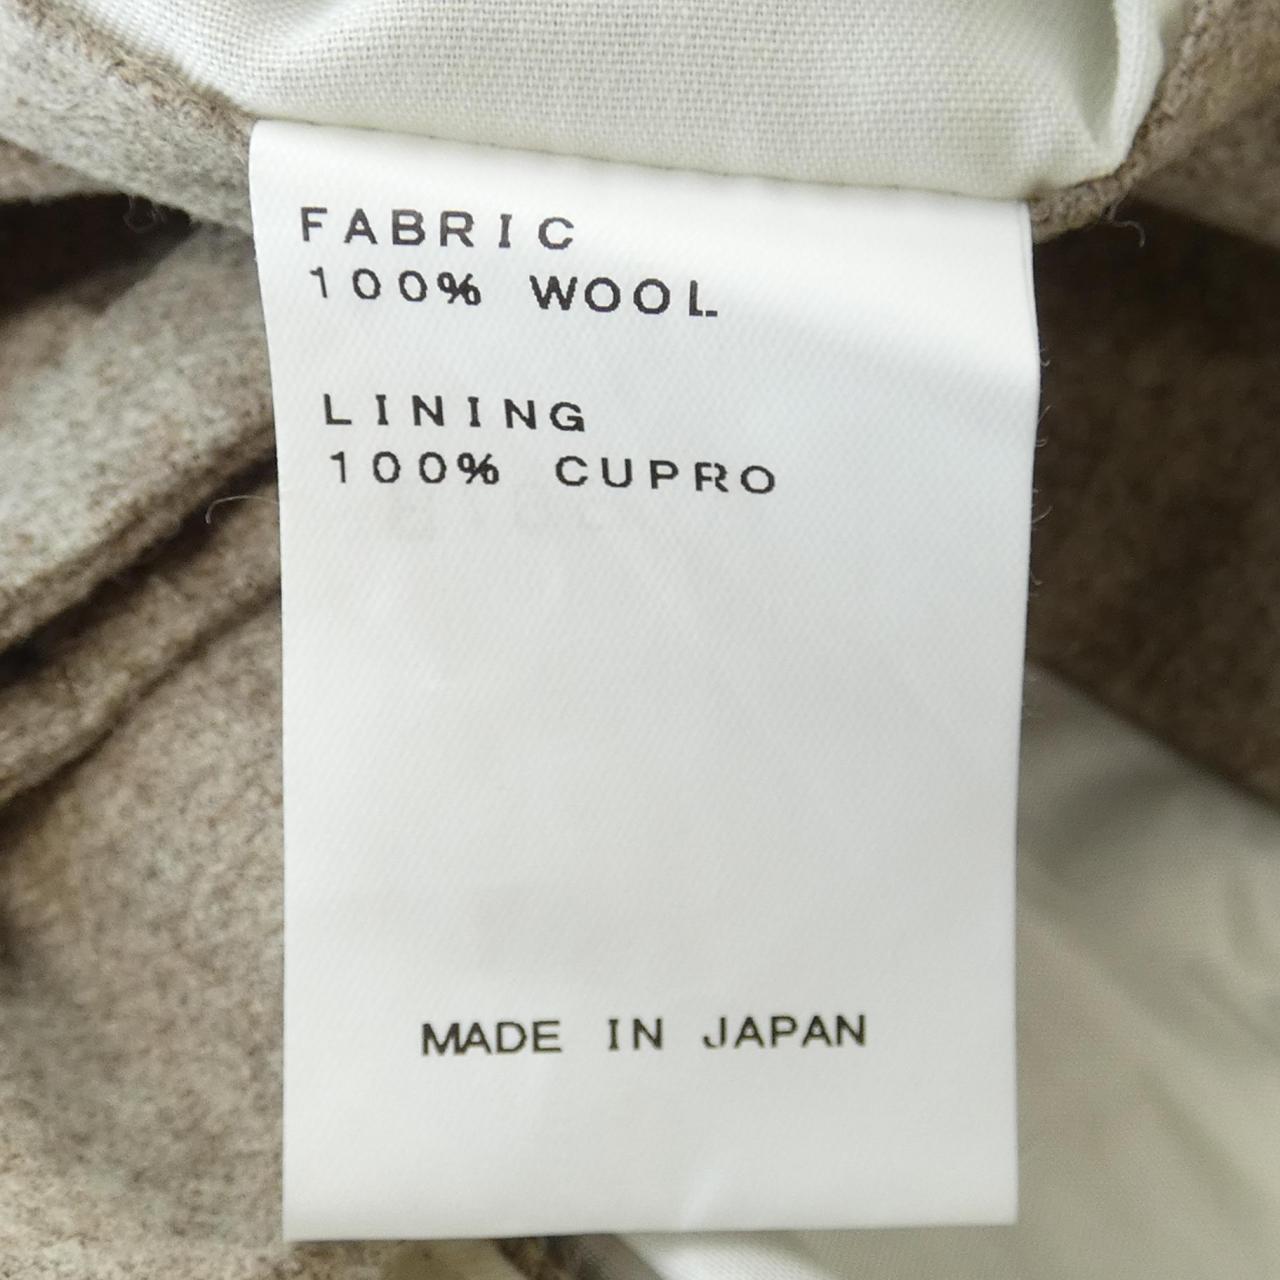 FABRIC
100% WOOL
LINING
100% CUPRO
MADE IN JAPAN